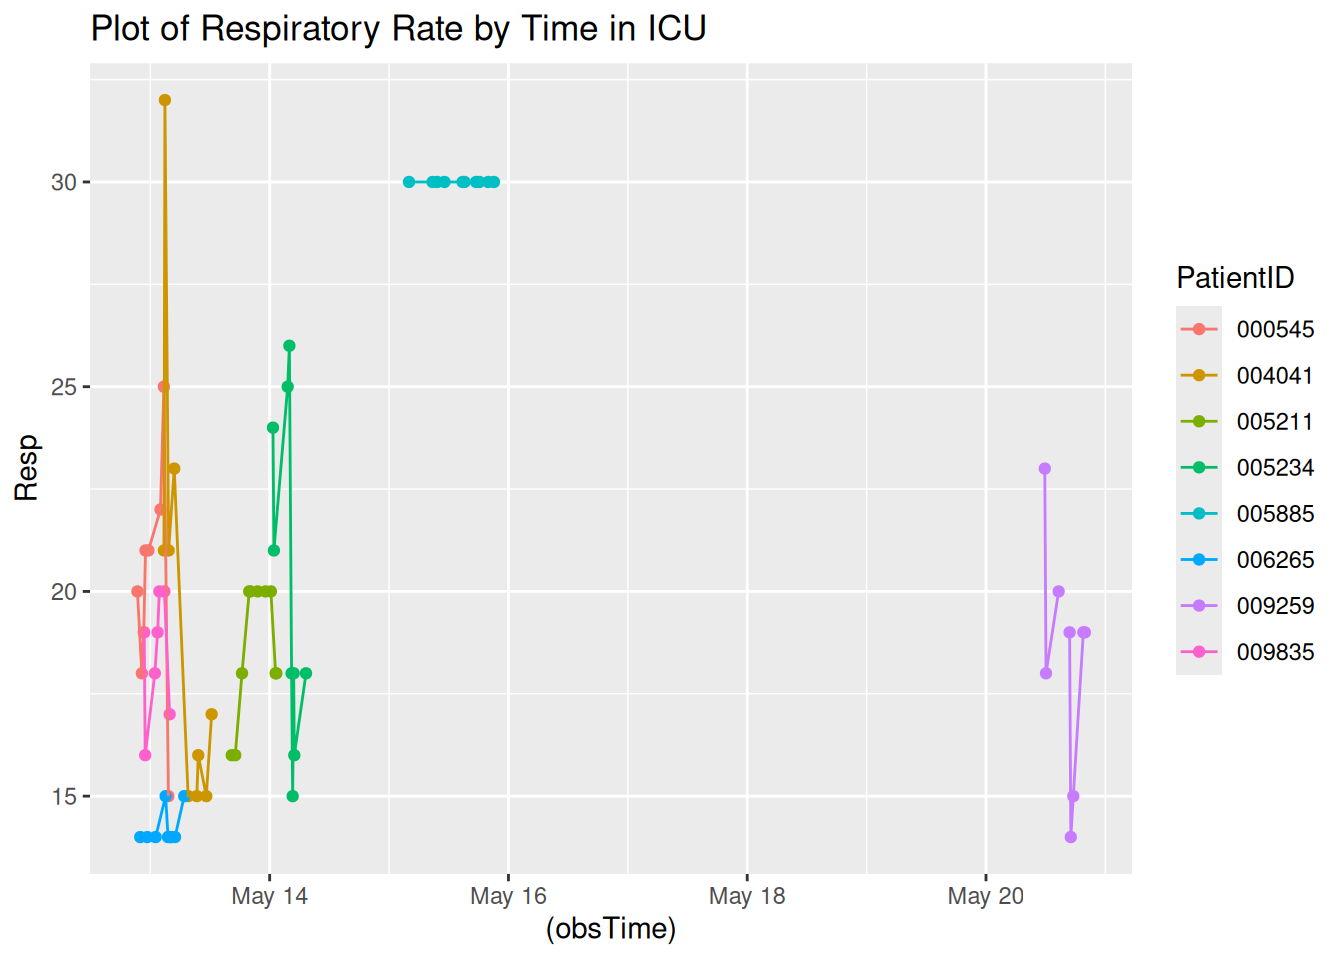 Plot of Respiratory Rate by Time in ICU
Resp
30
25
20
15
May 14
May 16
May 18
May 20
(obsTime)
PatientID
000545
004041
005211
005234
005885
006265
009259
009835